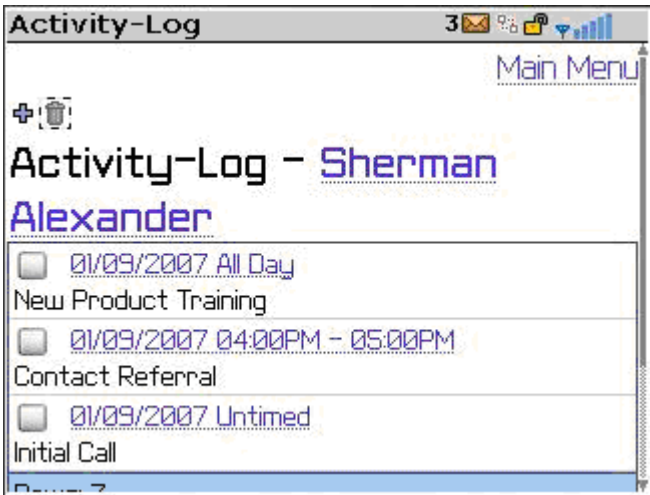 Activity-Log 3
Main Menu
Activity-Log - Sherman
Alexander
01/09/2007 All Day
New Product Training
01/09/2007 04:00PM - 05:00PM
Contact Referral
01/09/2007 Untimed
Initial Call